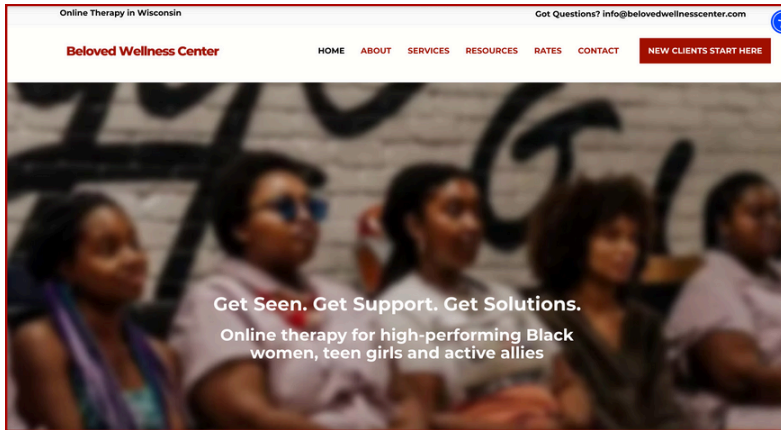 Online Therapy in Wisconsin
Got Questions? info@belovedwellnesscenter.com
Beloved Wellness Center
HOME ABOUT SERVICES RESOURCES RATES CONTACT NEW CLIENTS START HERE
Get Seen. Get Support. Get Solutions.
Online therapy for high-performing Black
women, teen girls and active allies